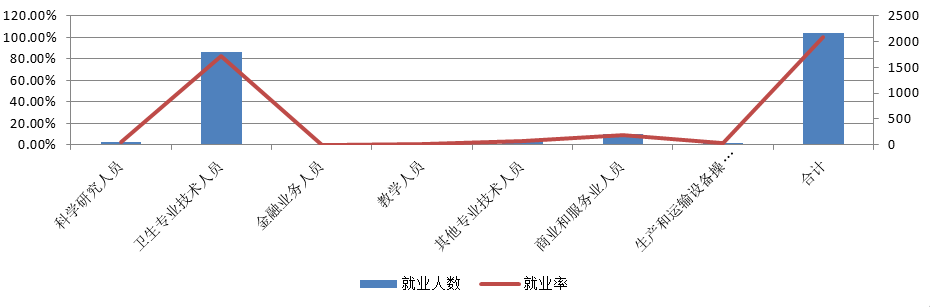 120.00%
100.00%
80.00%
60.00%
40.00%
20.00%
0.00%
2500
2000
1500
1000
500
0
科学研究人员
卫生专业技术人员
金融业务人员
教学人员
其他专业技术人员
商业和服务业人员
生产和运输设备操…
合计
就业人数
就业率